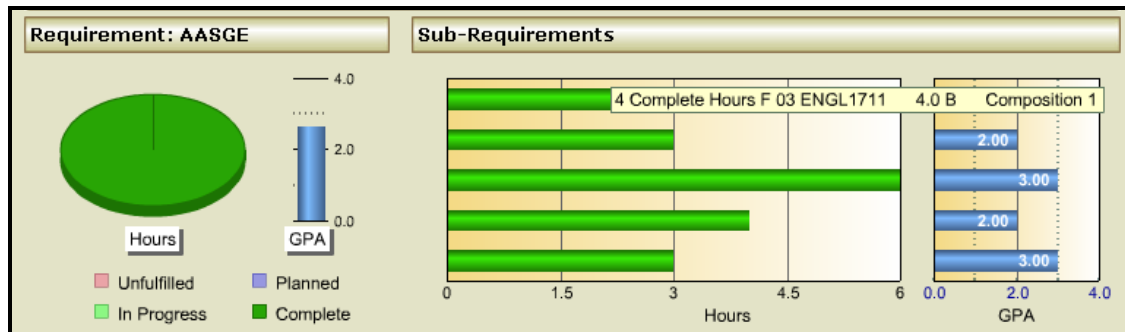 Requirement: AASGE
Sub-Requirements
4.0
2.0
0.0
Hours
GPA
Unfulfilled
Planned
In Progress
Complete
4 Complete Hours F 03 ENGL1711 4.0 B Composition 1
2.00
3.00
2.00
3.00
0 1.5 3 4.5 6
Hours
0.0 2.0 4.0
GPA